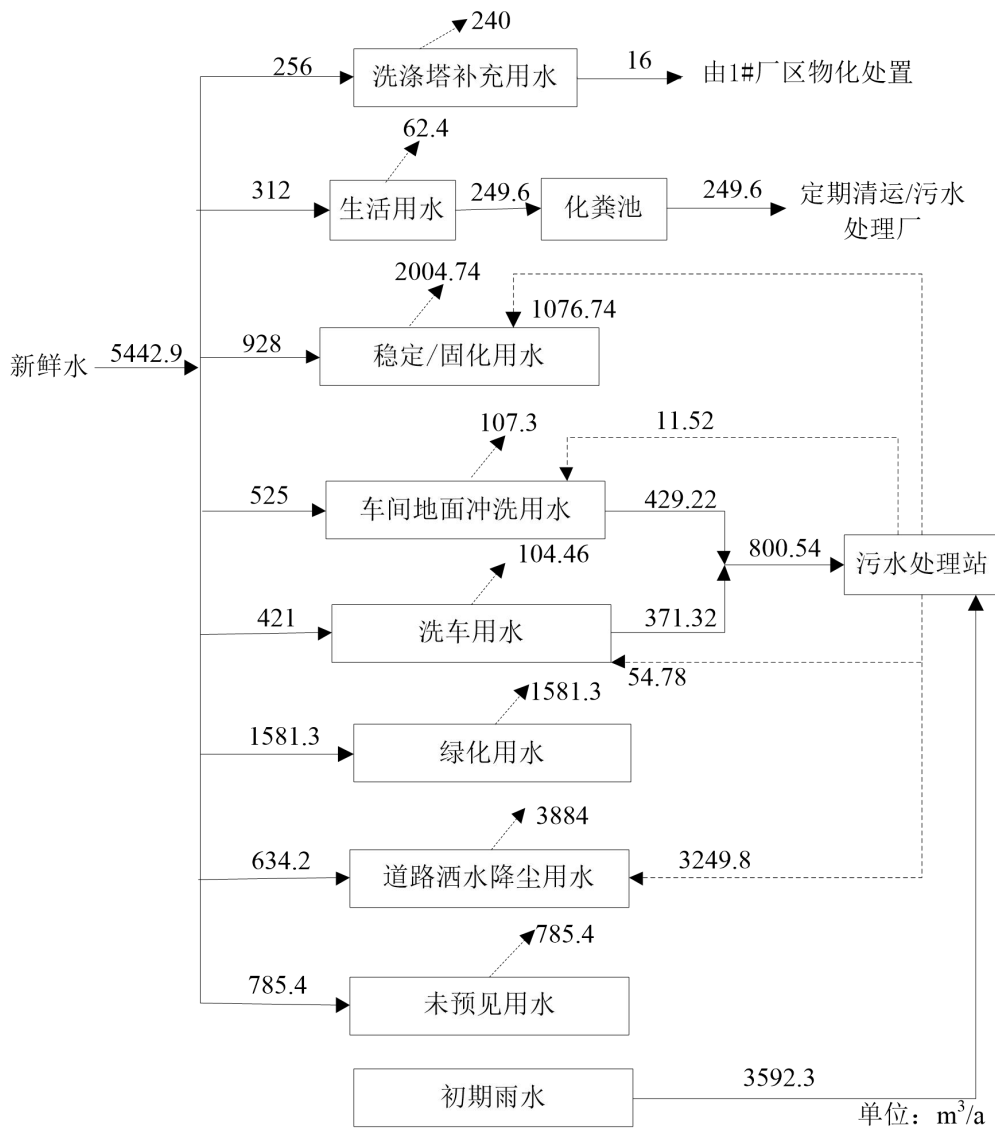 240
256
洗涤塔补充用水
16
由1#厂区物化处置
62.4
312
生活用水
249.6
化粪池
249.6
定期清运/污水
处理厂
2004.74
1076.74
新鲜水
5442.9
928
稳定/固化用水
107.3
11.52
525
车间地面冲洗用水
429.22
800.54
污水处理站
104.46
421
洗车用水
371.32
54.78
1581.3
1581.3
绿化用水
3884
634.2
道路洒水降尘用水
3249.8
785.4
785.4
未预见用水
初期雨水
3592.3
单位：m³/a